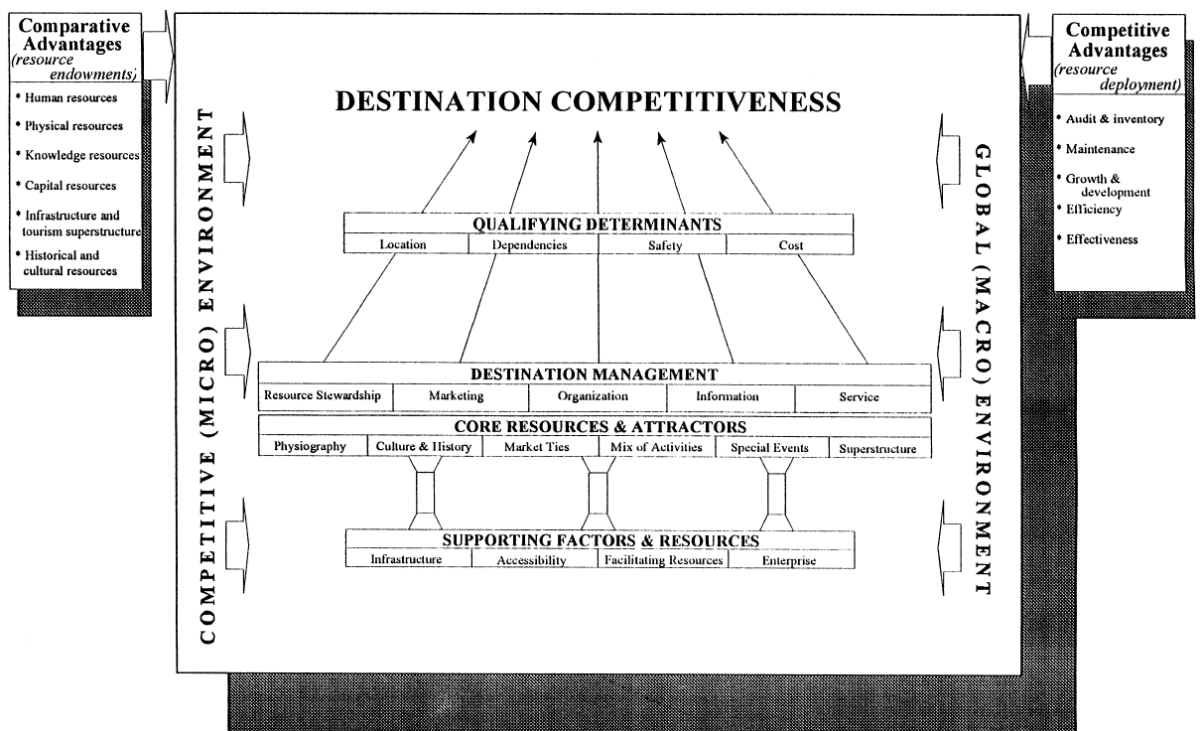 Comparative
Advantages
(resource
endowments)
* Human resources
* Physical resources
* Knowledge resources
* Capital resources
* Infrastructure and
tourism superstructure
* Historical and
cultural resources
COMPETITIVE (MICRO) ENVIRONMENT
DESTINATION COMPETITIVENESS
QUALIFYING DETERMINANTS
Location Dependencies Safety Cost
DESTINATION MANAGEMENT
Resource Stewardship Marketing Organization Information Service
CORE RESOURCES & ATTRACTORS
Physiography Culture & History Market Ties Mix of Activities Special Events Superstructure
SUPPORTING FACTORS & RESOURCES
Infrastructure Accessibility Facilitating Resources Enterprise
GLOBAL (MACRO) ENVIRONMENT
Competitive
Advantages
(resource
deployment)
* Audit & inventory
* Maintenance
* Growth &
development
* Efficiency
* Effectiveness